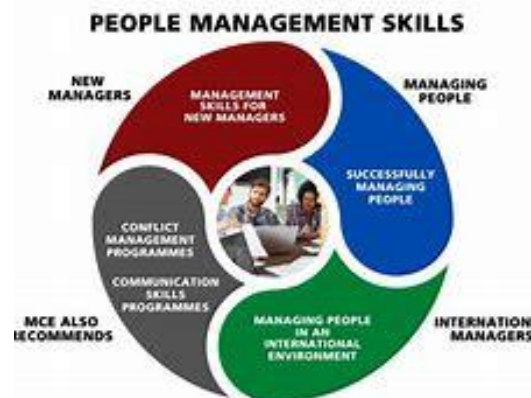 PEOPLE MANAGEMENT SKILLS
NEW
MANAGERS
MANAGEMENT
SKILLS FOR
NEW MANAGERS
MANAGING
PEOPLE
SUCCESSFULLY
MANAGING
PEOPLE
CONFLICT
MANAGEMENT
PROGRAMMES
COMMUNICATION
SKILLS
PROGRAMMES
MCE ALSO
RECOMMENDS
MANAGING PEOPLE
IN AN
INTERNATIONAL
ENVIRONMENT
INTERNATION
MANAGERS